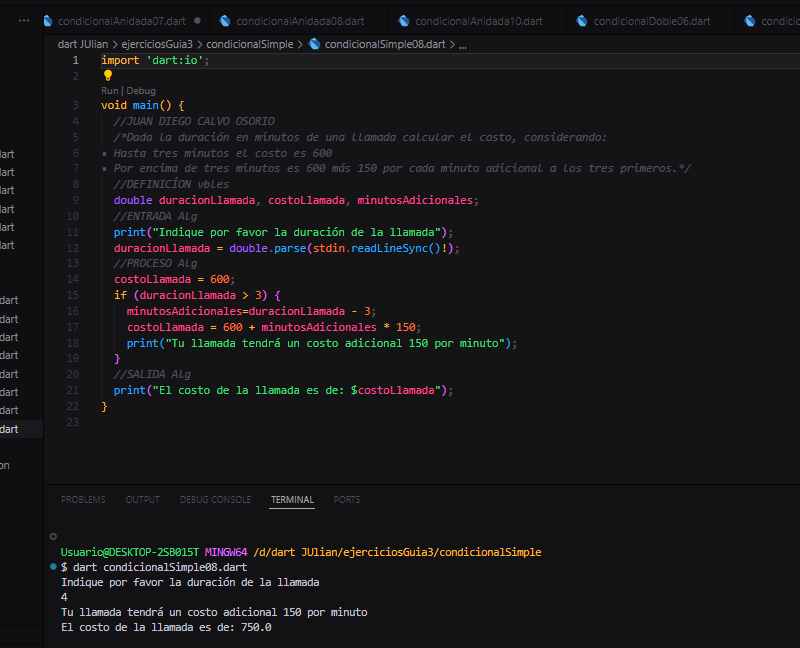 ... condicionalAnidada07.dart condicionalAnidada08.dart condicionalAnidada10.dart condicionalDoble06.dart
dart JUlian > ejerciciosGuia3 > condicionalSimple > condicionalSimple08.dart > ...
1 import 'dart:io';
2
Run | Debug
3 void main() {
4 //JUAN DIEGO CALVO OSORIO
5 /*Dada la duración en minutos de una llamada calcular el costo, considerando:
6 • Hasta tres minutos el costo es 600
7 • Por encima de tres minutos es 600 más 150 por cada minuto adicional a los tres primeros.*/
8 //DEFINICÍON vbles
9 double duracionLlamada, costoLlamada, minutosAdicionales;
10 //ENTRADA Alg
11 print("Indique por favor la duración de la llamada");
12 duracionLlamada = double.parse(stdin.readLineSync()!);
13 //PROCESO Alg
14 costoLlamada = 600;
15 if (duracionLlamada > 3) {
16 minutosAdicionales=duracionLlamada - 3;
17 costoLlamada = 600 + minutosAdicionales * 150;
18 print("Tu llamada tendrá un costo adicional 150 por minuto");
19 }
20 //SALIDA Alg
21 print("El costo de la llamada es de: $costoLlamada");
22 }
23
dart
dart
dart
dart
dart
dart
dart
dart
PROBLEMS OUTPUT DEBUG CONSOLE TERMINAL PORTS
Usuario@DESKTOP-2SB015T MINGW64 /d/dart JUlian/ejerciciosGuia3/condicionalSimple
$ dart condicionalSimple08.dart
Indique por favor la duración de la llamada
4
Tu llamada tendrá un costo adicional 150 por minuto
El costo de la llamada es de: 750.0